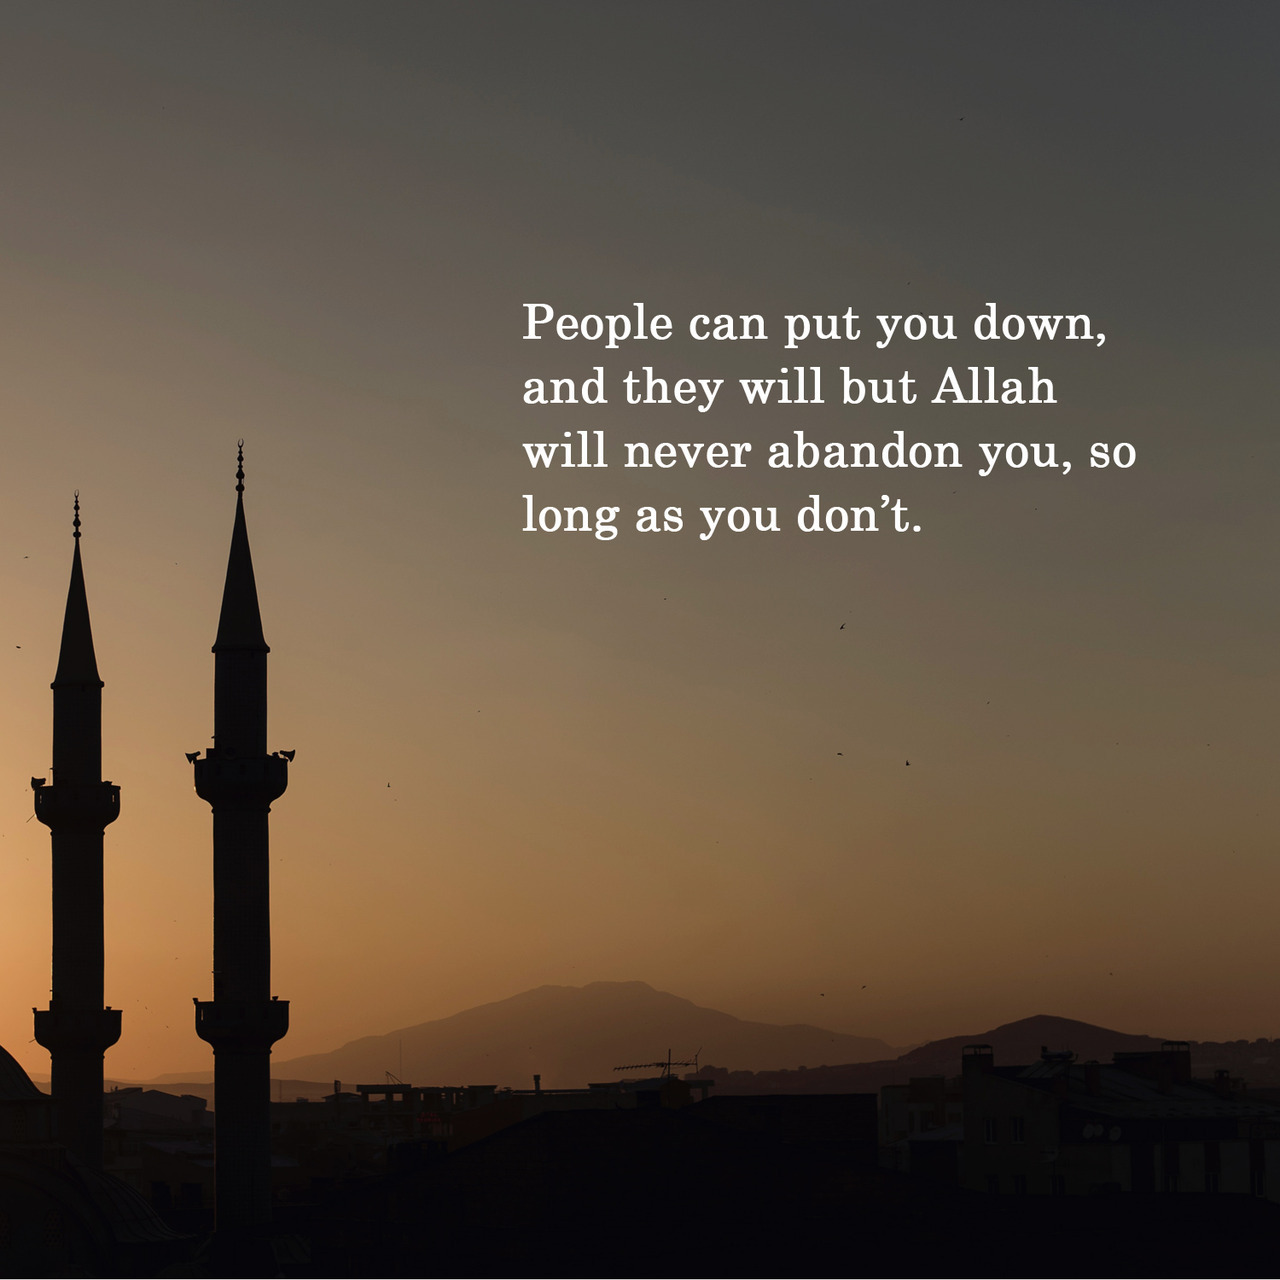 People can put you down,
and they will but Allah
will never abandon you, so
long as you don’t.